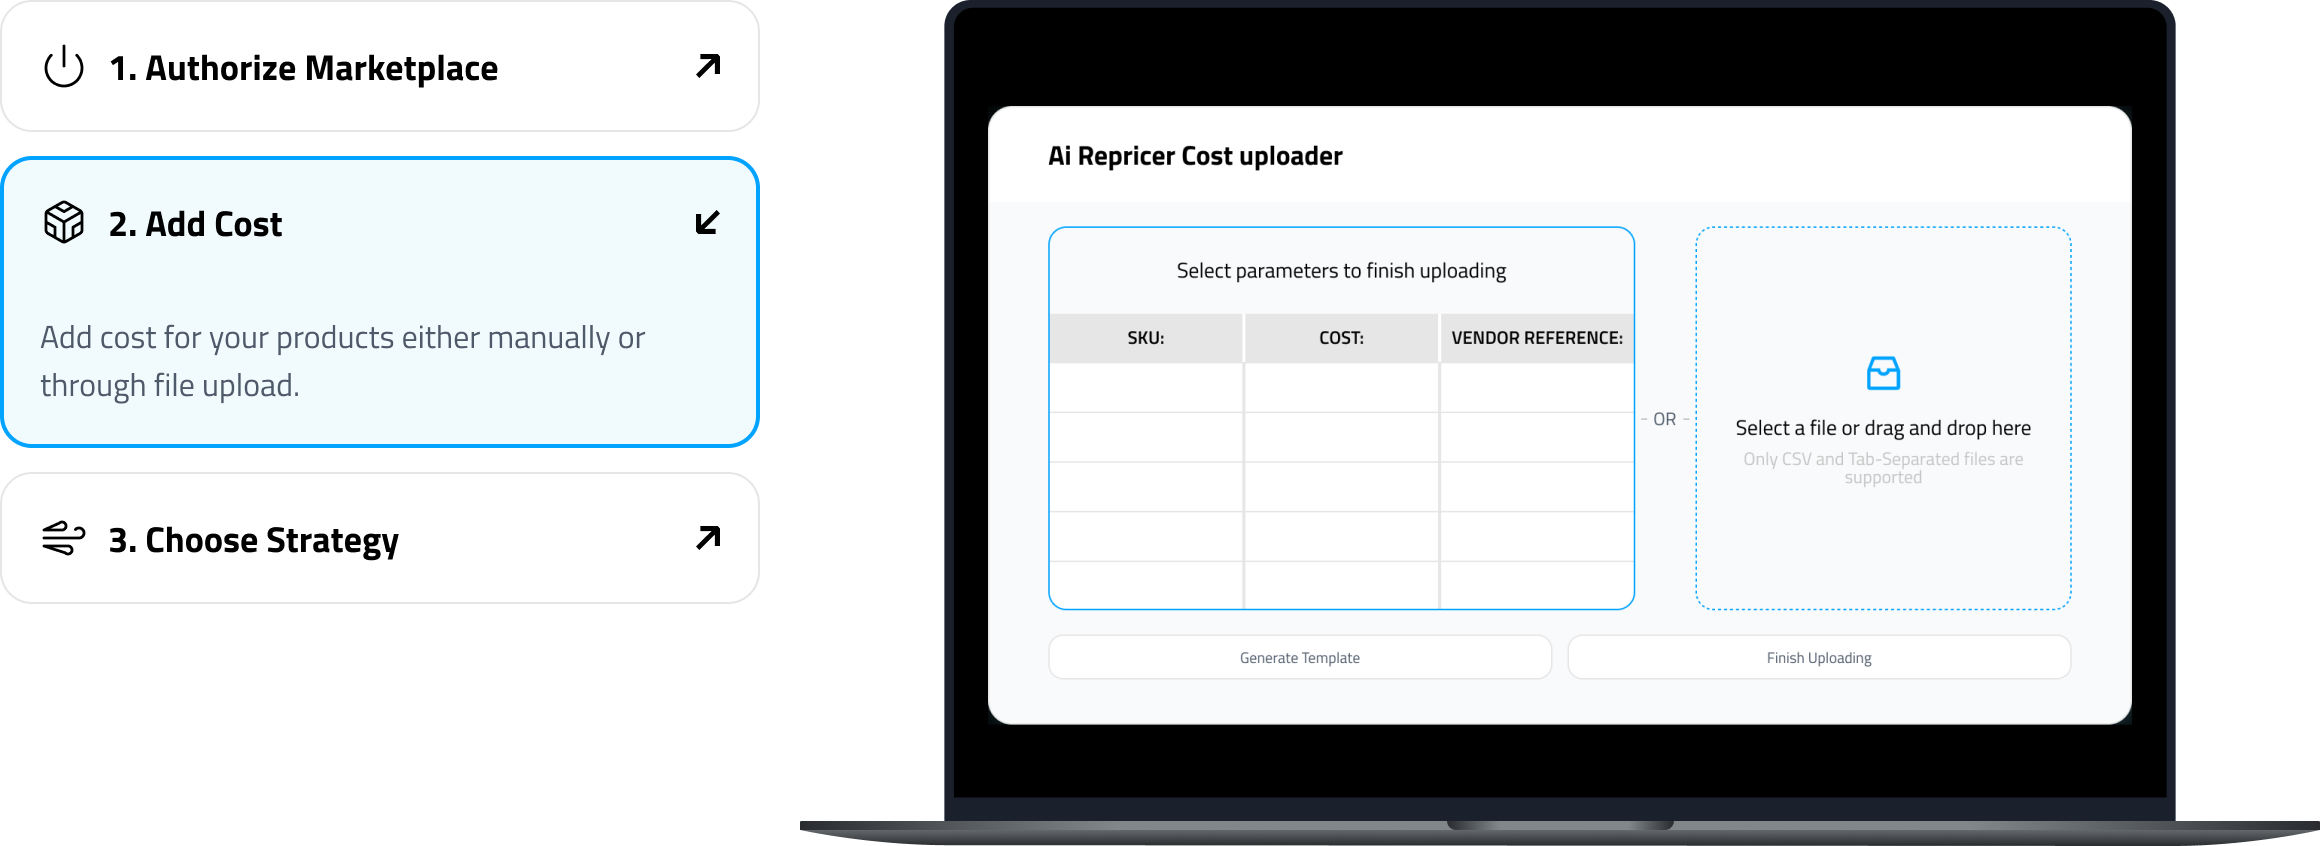 1. Authorize Marketplace
2. Add Cost
Add cost for your products either manually or
through file upload.
3. Choose Strategy
Ai Repricer Cost uploader
Select parameters to finish uploading
SKU:
COST:
VENDOR REFERENCE:
- OR -
Select a file or drag and drop here
Only CSV and Tab-Separated files are
supported
Generate Template
Finish Uploading